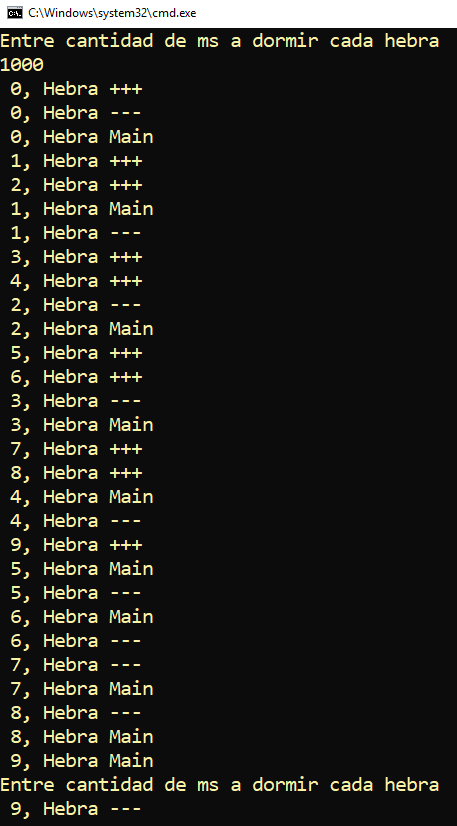 C:\Windows\system32\cmd.exe
Entre cantidad de ms a dormir cada hebra
1000
0, Hebra +++
0, Hebra ---
0, Hebra Main
1, Hebra +++
2, Hebra +++
1, Hebra Main
1, Hebra ---
3, Hebra +++
4, Hebra +++
2, Hebra ---
2, Hebra Main
5, Hebra +++
6, Hebra +++
3, Hebra ---
3, Hebra Main
7, Hebra +++
8, Hebra +++
4, Hebra Main
4, Hebra ---
9, Hebra +++
5, Hebra Main
5, Hebra ---
6, Hebra Main
6, Hebra ---
7, Hebra ---
7, Hebra Main
8, Hebra ---
8, Hebra Main
9, Hebra Main
Entre cantidad de ms a dormir cada hebra
9, Hebra ---